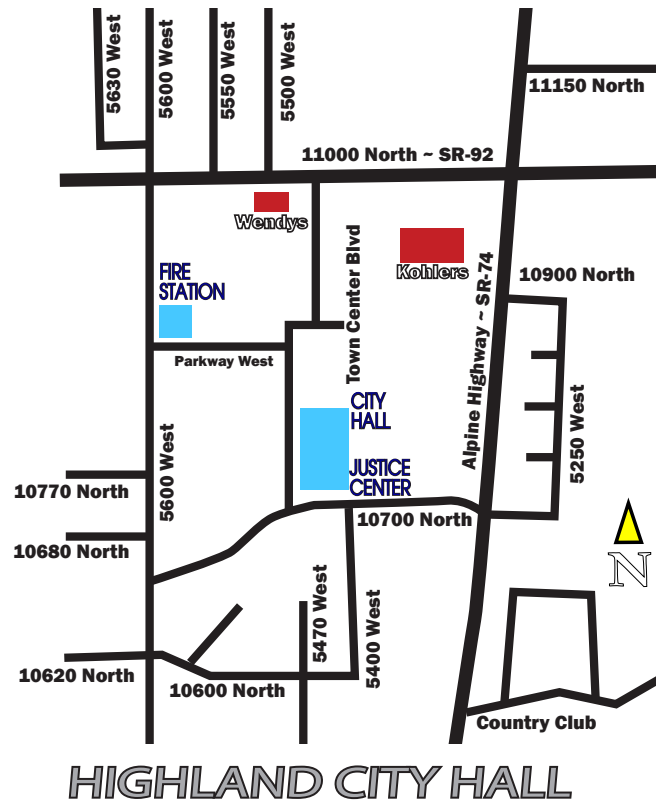 5630 West
5600 West
5550 West
5500 West
11150 North
11000 North ~ SR-92
Wendys
Town Center Blvd
Kohlers
Alpine Highway ~ SR-74
10900 North
FIRE
STATION
Parkway West
CITY
HALL
5250 West
5600 West
JUSTICE
CENTER
10770 North
10700 North
10680 North
N
5470 West
5400 West
10620 North
10600 North
Country Club
HIGHLAND CITY HALL